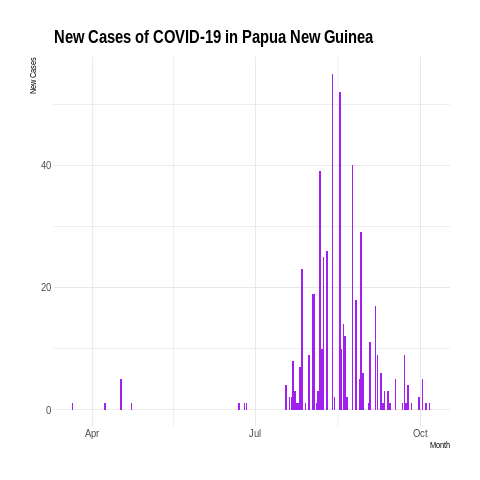 New Cases of COVID-19 in Papua New Guinea
New Cases
40
20
0
Apr Jul Oct
Month